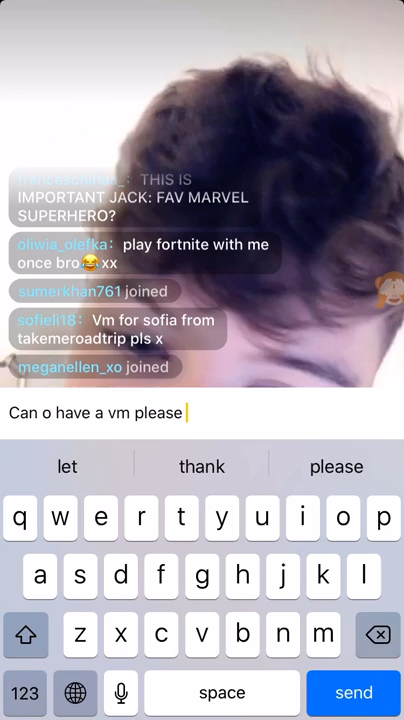 THIS IS
IMPORTANT JACK: FAV MARVEL
SUPERHERO?
oliwia_olefka: play fortnite with me
once bro😂xx
sumerkhan761 joined
sofieli18: Vm for sofia from
takemeroadtrip pls x
meganellen_xo joined
Can o have a vm please
let thank please
q w e r t y u i o p
a s d f g h j k l
z x c v b n m
123 space send